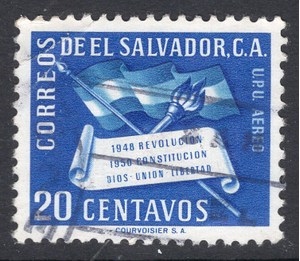 CORREOS
DE EL SALVADOR, C.A.
U.P.U. AEREO
1948 REVOLUCION
1950 CONSTITUCION
DIOS·UNION·LIBERTAD
20 CENTAVOS
COURVOISIER S.A.